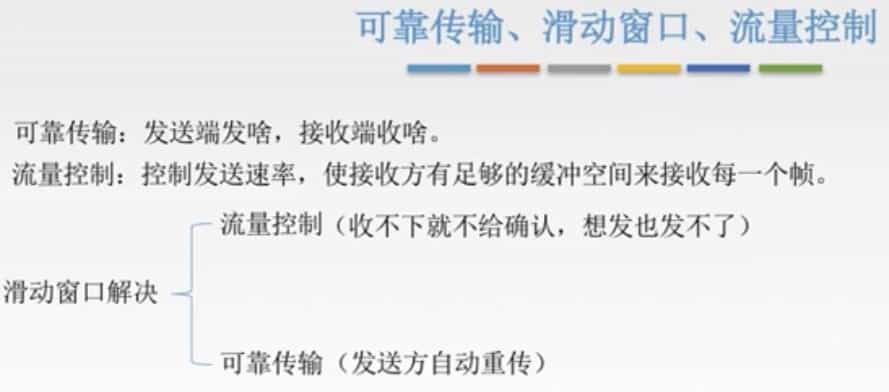 可靠传输、滑动窗口、流量控制
可靠传输：发送端发啥，接收端收啥。
流量控制：控制发送速率，使接收方有足够的缓冲空间来接收每一个帧。
流量控制（收不下就不给确认，想发也发不了）
滑动窗口解决
可靠传输（发送方自动重传）